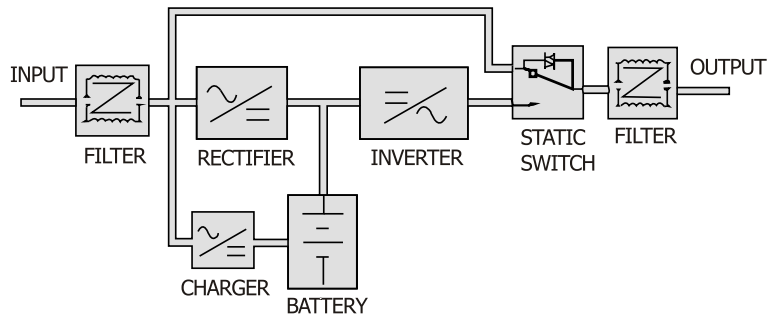 INPUT
FILTER
RECTIFIER
INVERTER
STATIC
SWITCH
FILTER
OUTPUT
CHARGER
BATTERY